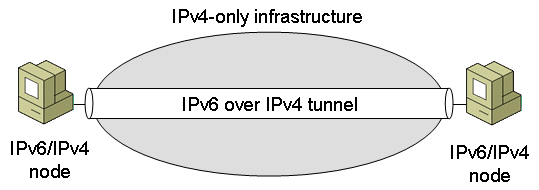 IPv4-only infrastructure
IPv6 over IPv4 tunnel
IPv6/IPv4
node
IPv6/IPv4
node